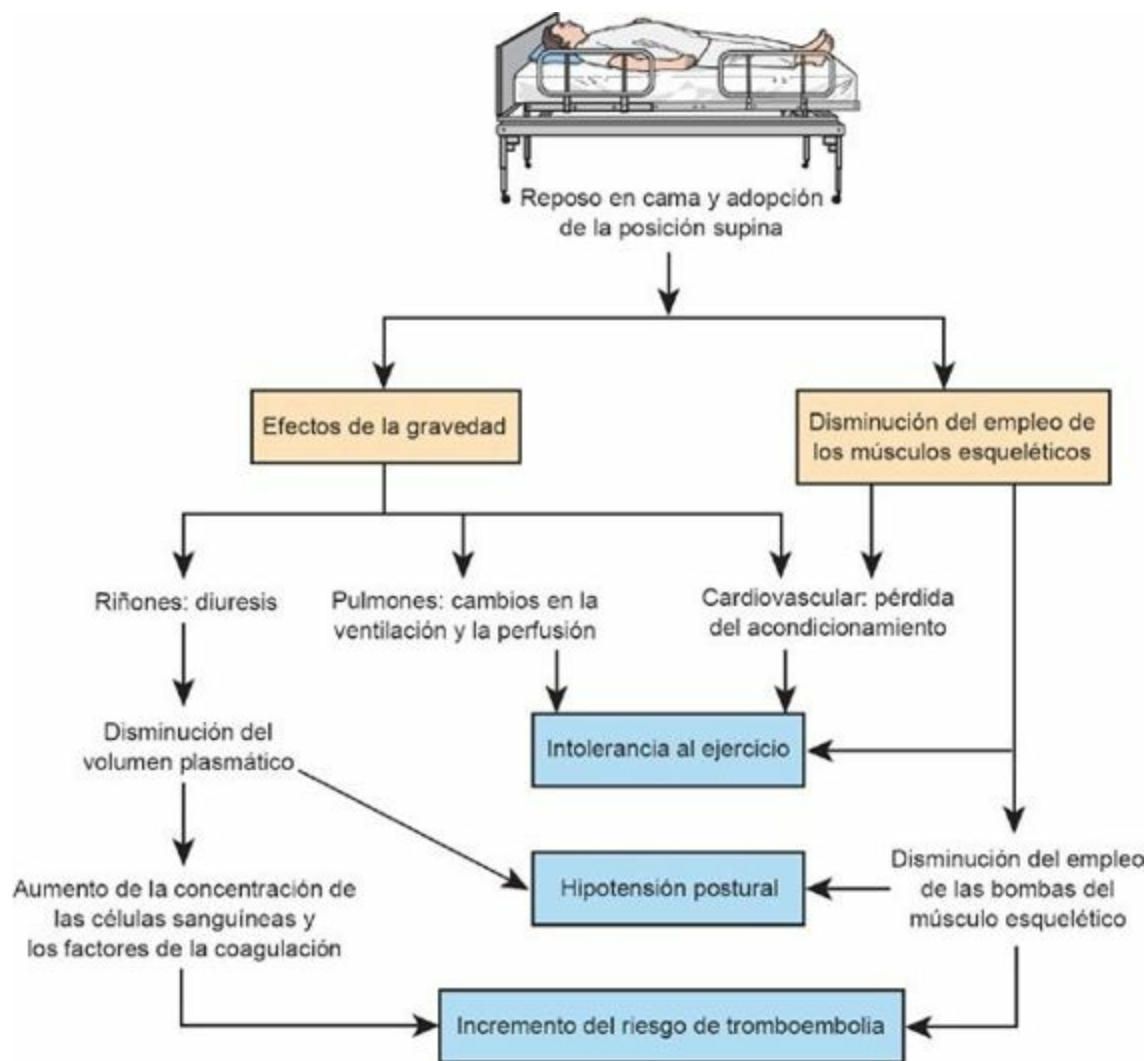 Reposo en cama y adopción
de la posición supina
Efectos de la gravedad
Disminución del empleo de
los músculos esqueléticos
Riñones: diuresis
Pulmones: cambios en la
ventilación y la perfusión
Cardiovascular: pérdida
del acondicionamiento
Disminución del
volumen plasmático
Intolerancia al ejercicio
Aumento de la concentración de
las células sanguíneas y
los factores de la coagulación
Hipotensión postural
Disminución del empleo
de las bombas del
músculo esquelético
Incremento del riesgo de tromboembolia